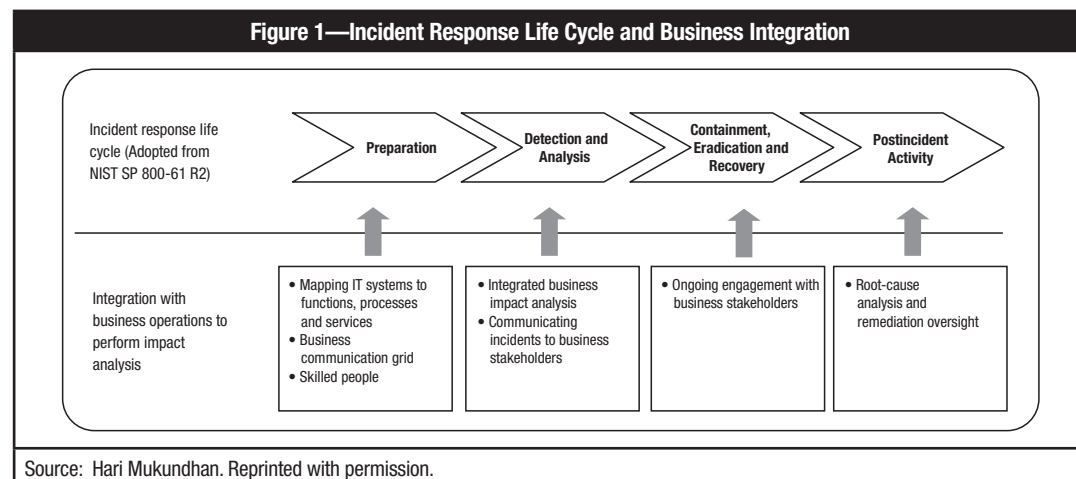 Figure 1—Incident Response Life Cycle and Business Integration
Incident response life
cycle (Adopted from
NIST SP 800-61 R2)
Preparation
Detection and
Analysis
Containment,
Eradication and
Recovery
Postincident
Activity
Integration with
business operations to
perform impact
analysis
• Mapping IT systems to
functions, processes
and services
• Business
communication grid
• Skilled people
• Integrated business
impact analysis
• Communicating
incidents to business
stakeholders
• Ongoing engagement with
business stakeholders
• Root-cause
analysis and
remediation oversight
Source: Hari Mukundhan. Reprinted with permission.